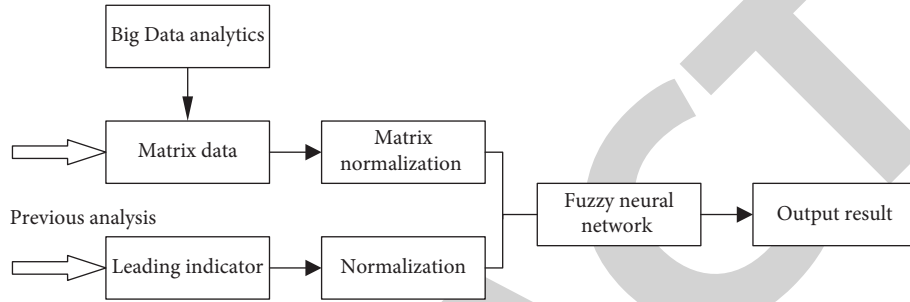 Big Data analytics
Matrix data
Matrix
normalization
Previous analysis
Leading indicator
Normalization
Fuzzy neural
network
Output result